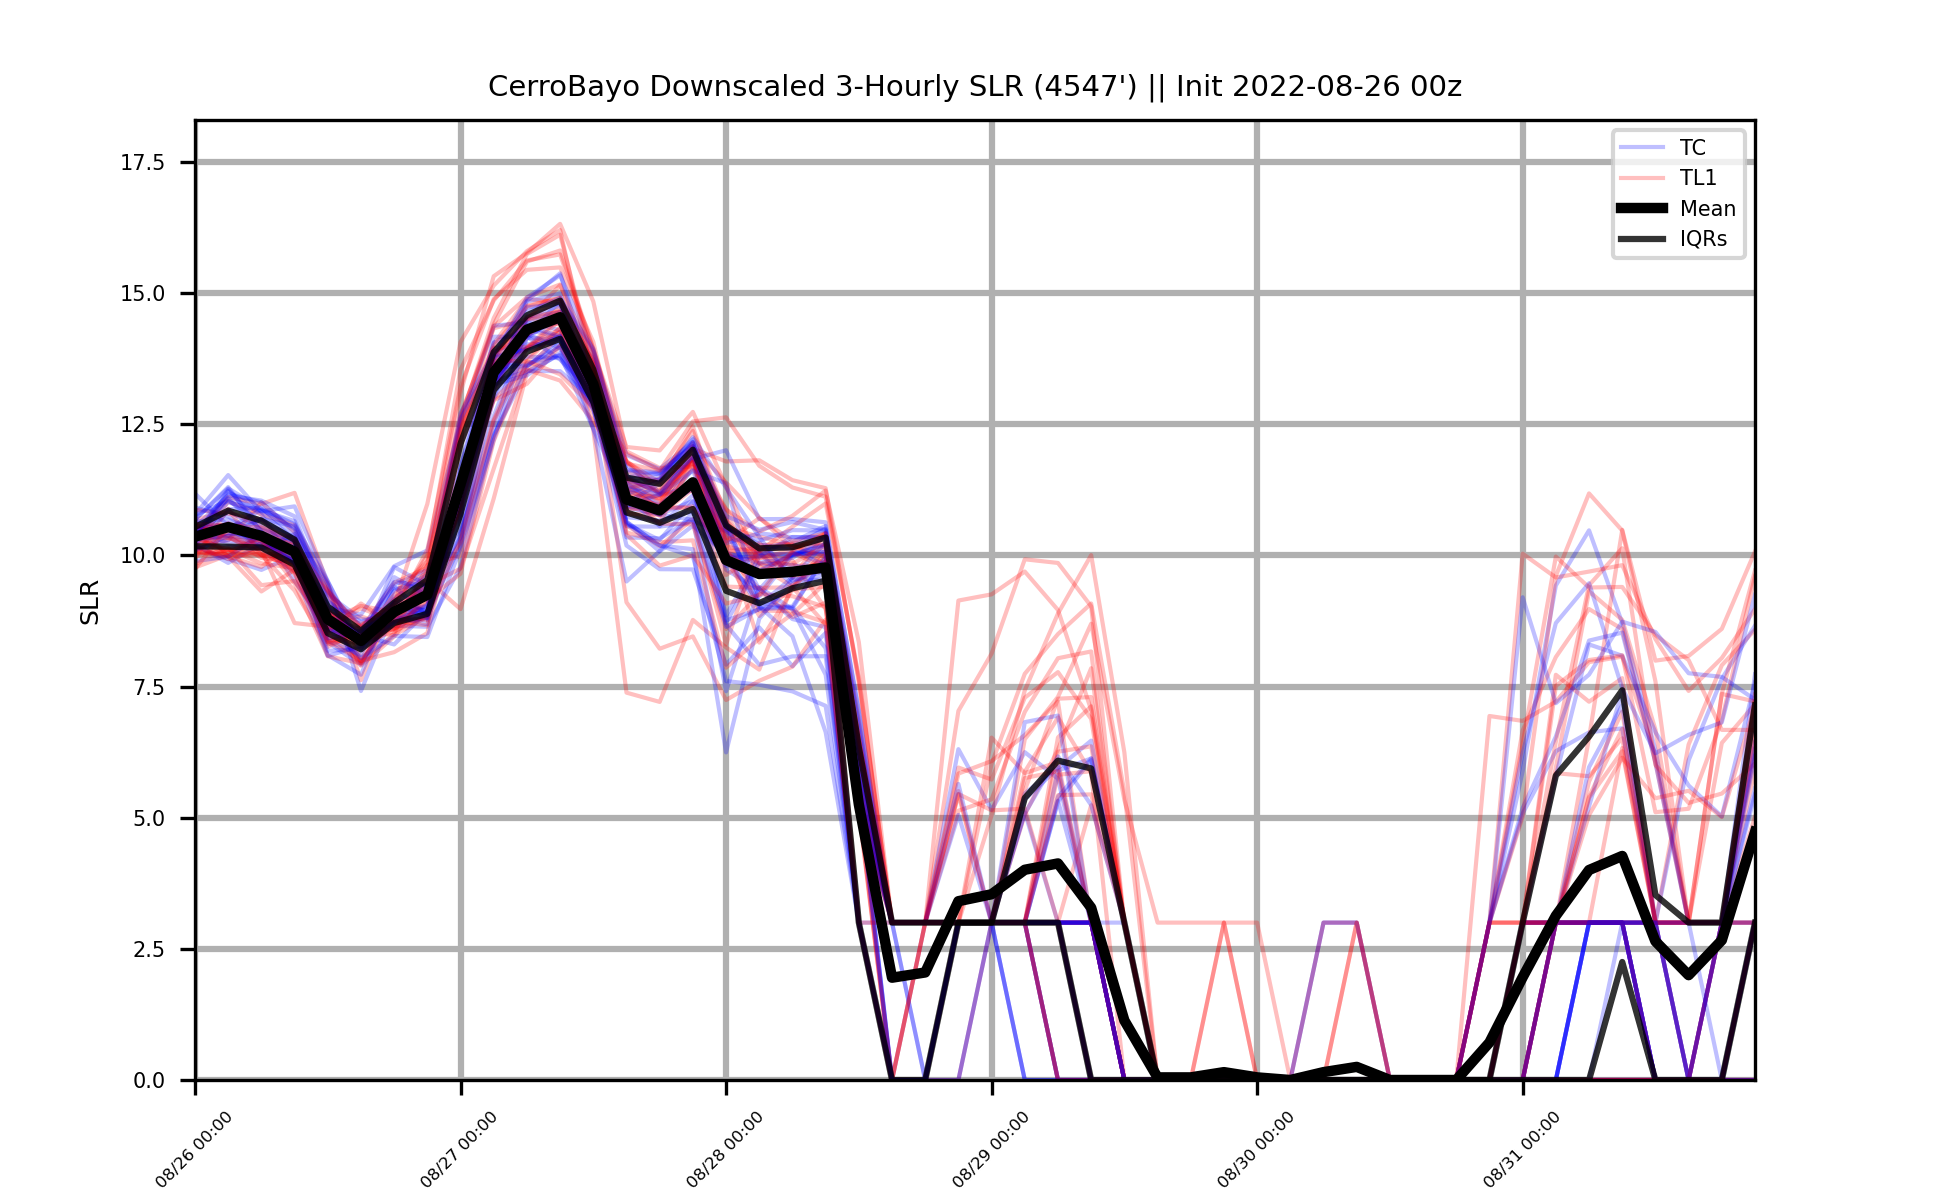 CerroBayo Downscaled 3-Hourly SLR (4547') || Init 2022-08-26 00z
TC
TL1
Mean
IQRs
17.5
15.0
12.5
10.0
7.5
5.0
2.5
0.0
SLR
08/26 00:00
08/27 00:00
08/28 00:00
08/29 00:00
08/30 00:00
08/31 00:00